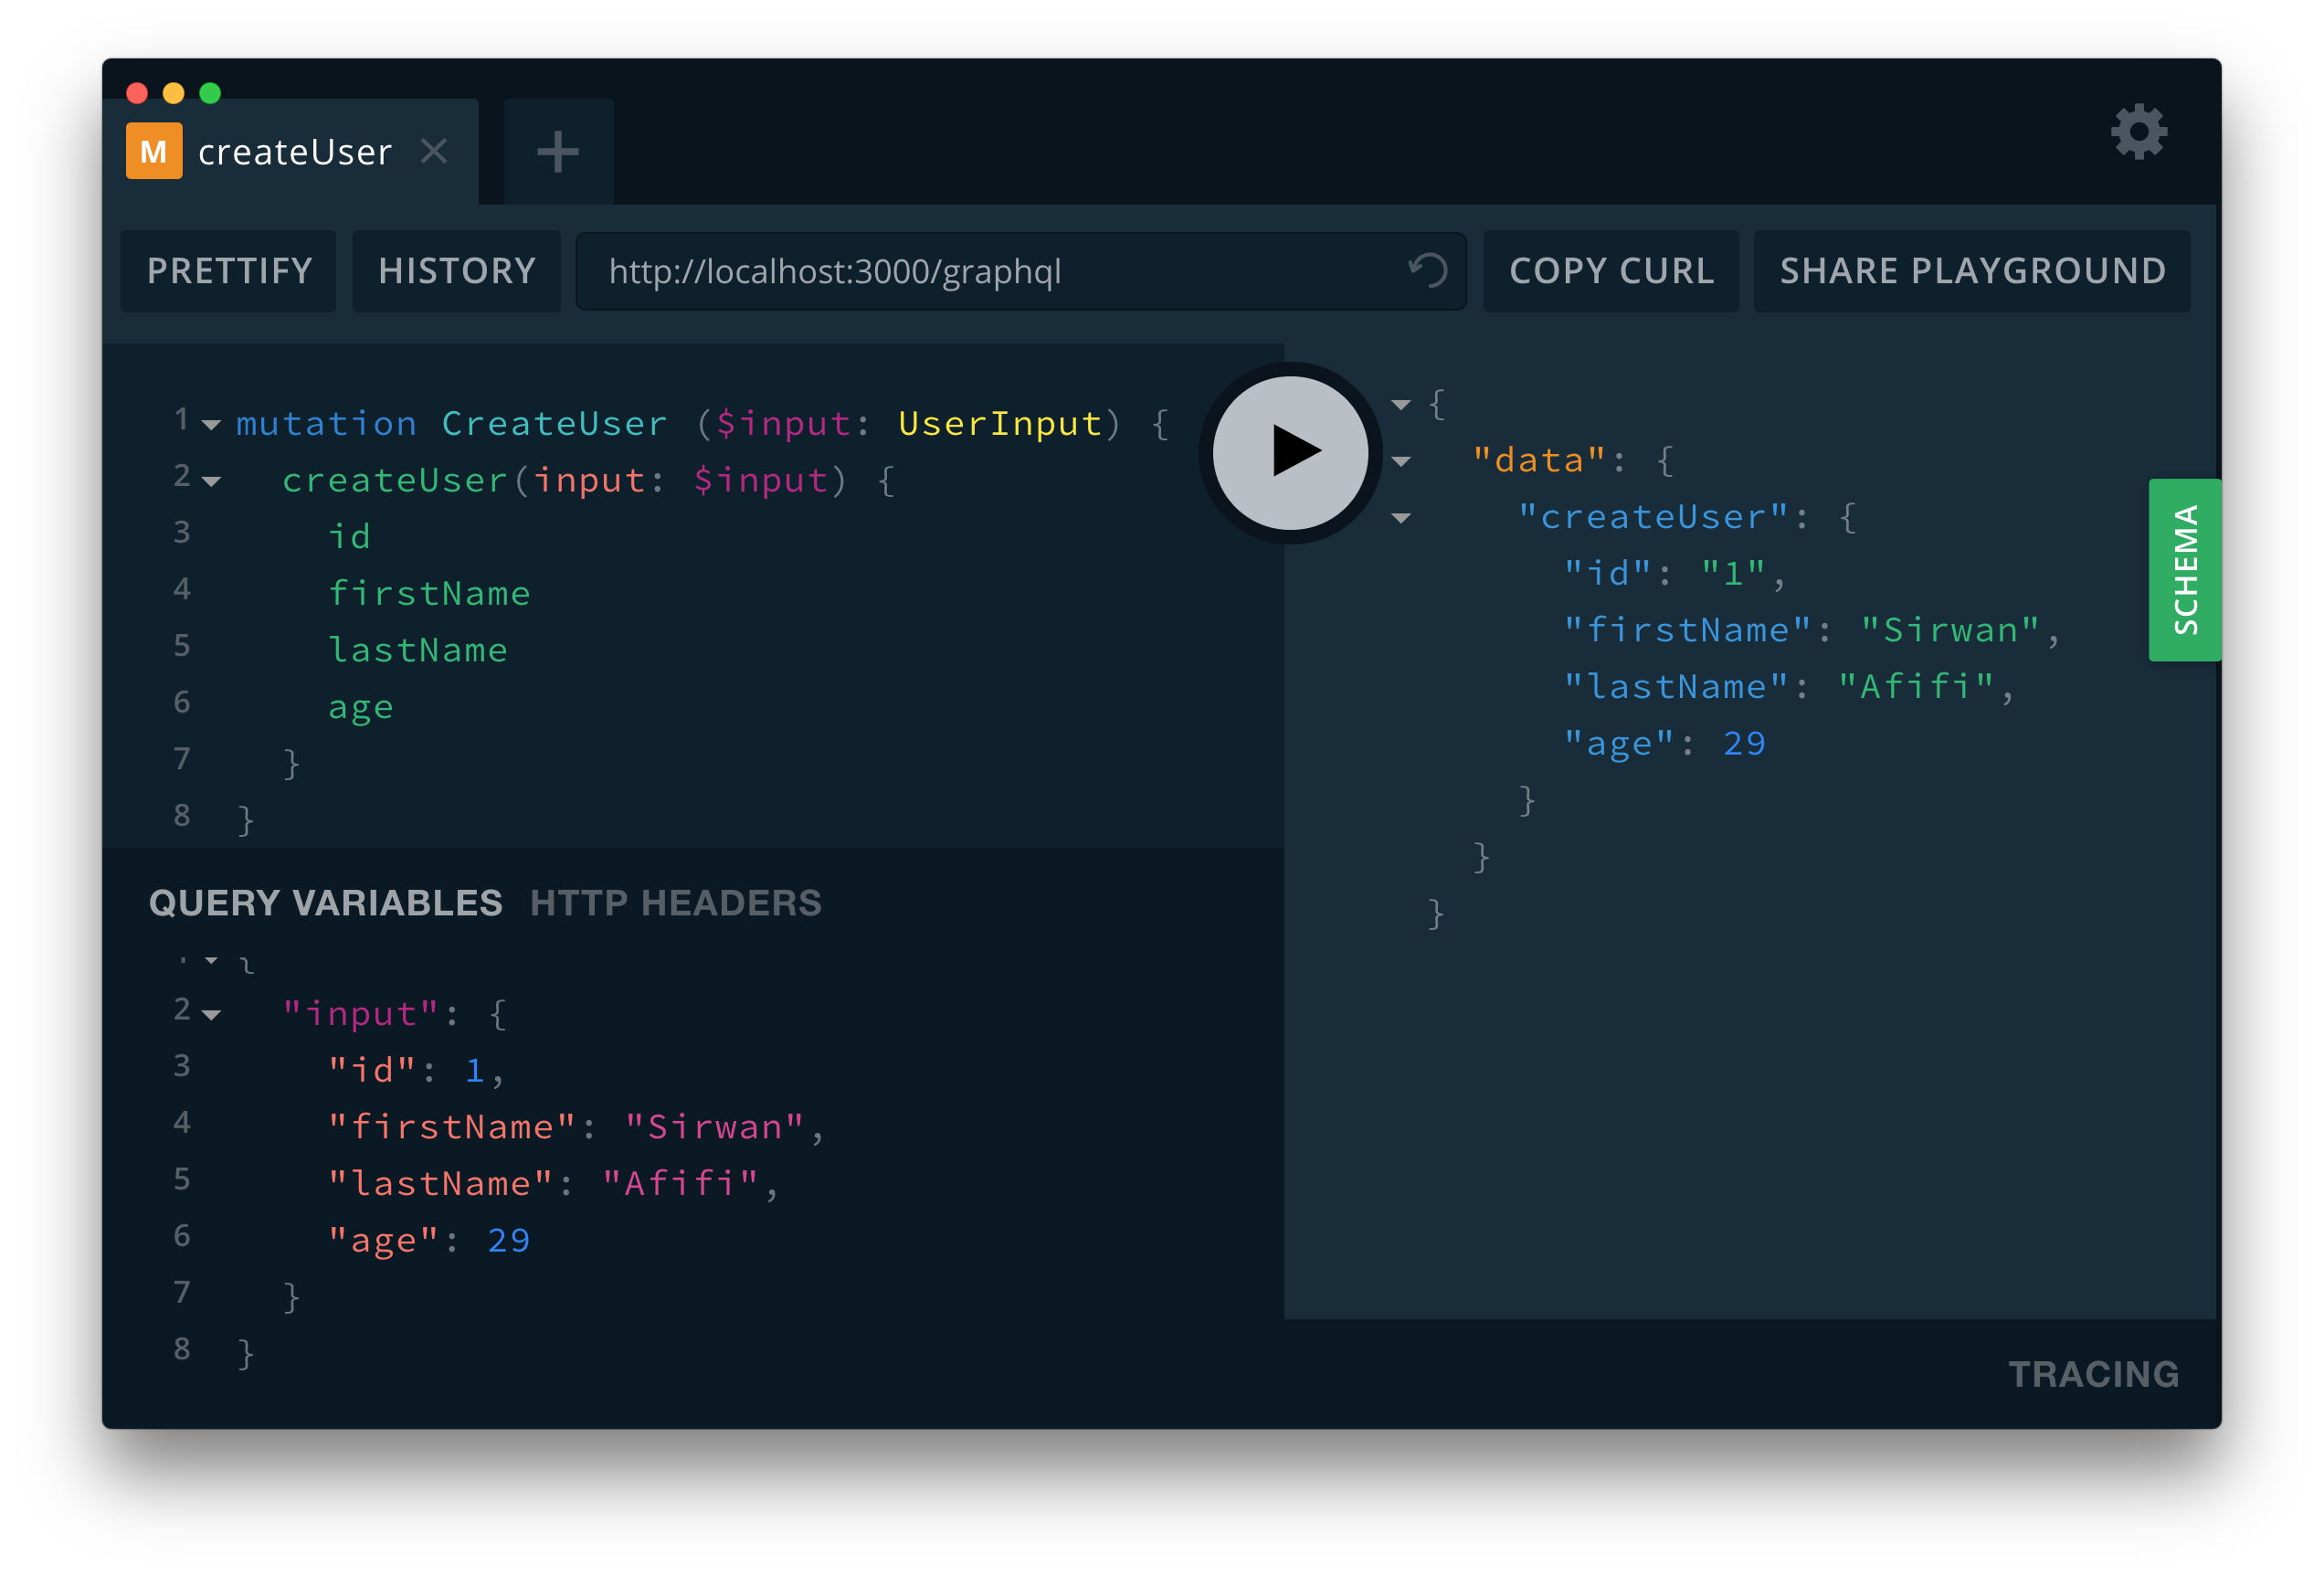 M createUser
PRETTIFY HISTORY http://localhost:3000/graphql COPY CURL SHARE PLAYGROUND
1 mutation CreateUser ($input: UserInput) {
2 createUser(input: $input) {
3 id
4 firstName
5 lastName
6 age
7 }
8 }
QUERY VARIABLES HTTP HEADERS
{
2 "input": {
3 "id": 1,
4 "firstName": "Sirwan",
5 "lastName": "Afifi",
6 "age": 29
7 }
8 }
{
"data": {
"createUser": {
"id": "1",
"firstName": "Sirwan",
"lastName": "Afifi",
"age": 29
}
}
}
SCHEMA
TRACING